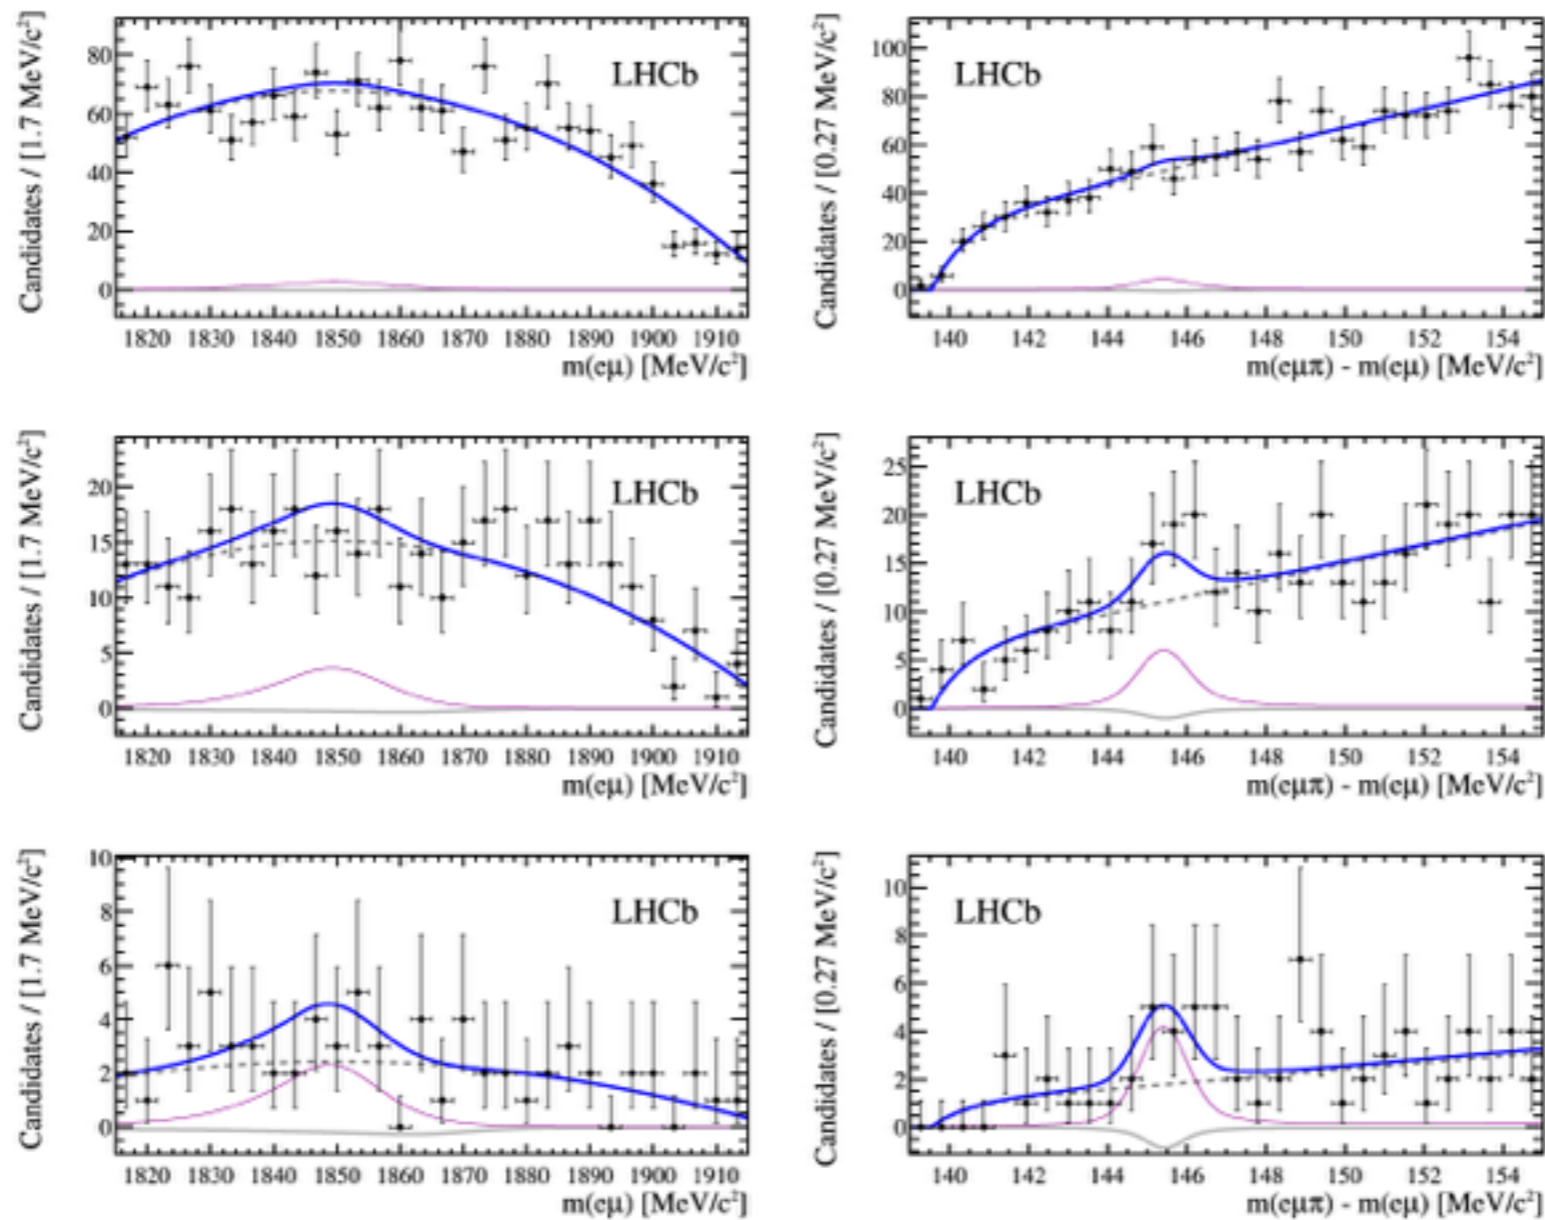 Candidates / [1.7 MeV/c²]
80
60
40
20
0
LHCb
1820 1830 1840 1850 1860 1870 1880 1890 1900 1910
m(eμ) [MeV/c²]
Candidates / [0.27 MeV/c²]
100
80
60
40
20
0
LHCb
140 142 144 146 148 150 152 154
m(eμπ) - m(eμ) [MeV/c²]
Candidates / [1.7 MeV/c²]
20
15
10
5
0
LHCb
1820 1830 1840 1850 1860 1870 1880 1890 1900 1910
m(eμ) [MeV/c²]
Candidates / [0.27 MeV/c²]
25
20
15
10
5
0
LHCb
140 142 144 146 148 150 152 154
m(eμπ) - m(eμ) [MeV/c²]
Candidates / [1.7 MeV/c²]
10
8
6
4
2
0
LHCb
1820 1830 1840 1850 1860 1870 1880 1890 1900 1910
m(eμ) [MeV/c²]
Candidates / [0.27 MeV/c²]
10
8
6
4
2
0
LHCb
140 142 144 146 148 150 152 154
m(eμπ) - m(eμ) [MeV/c²]